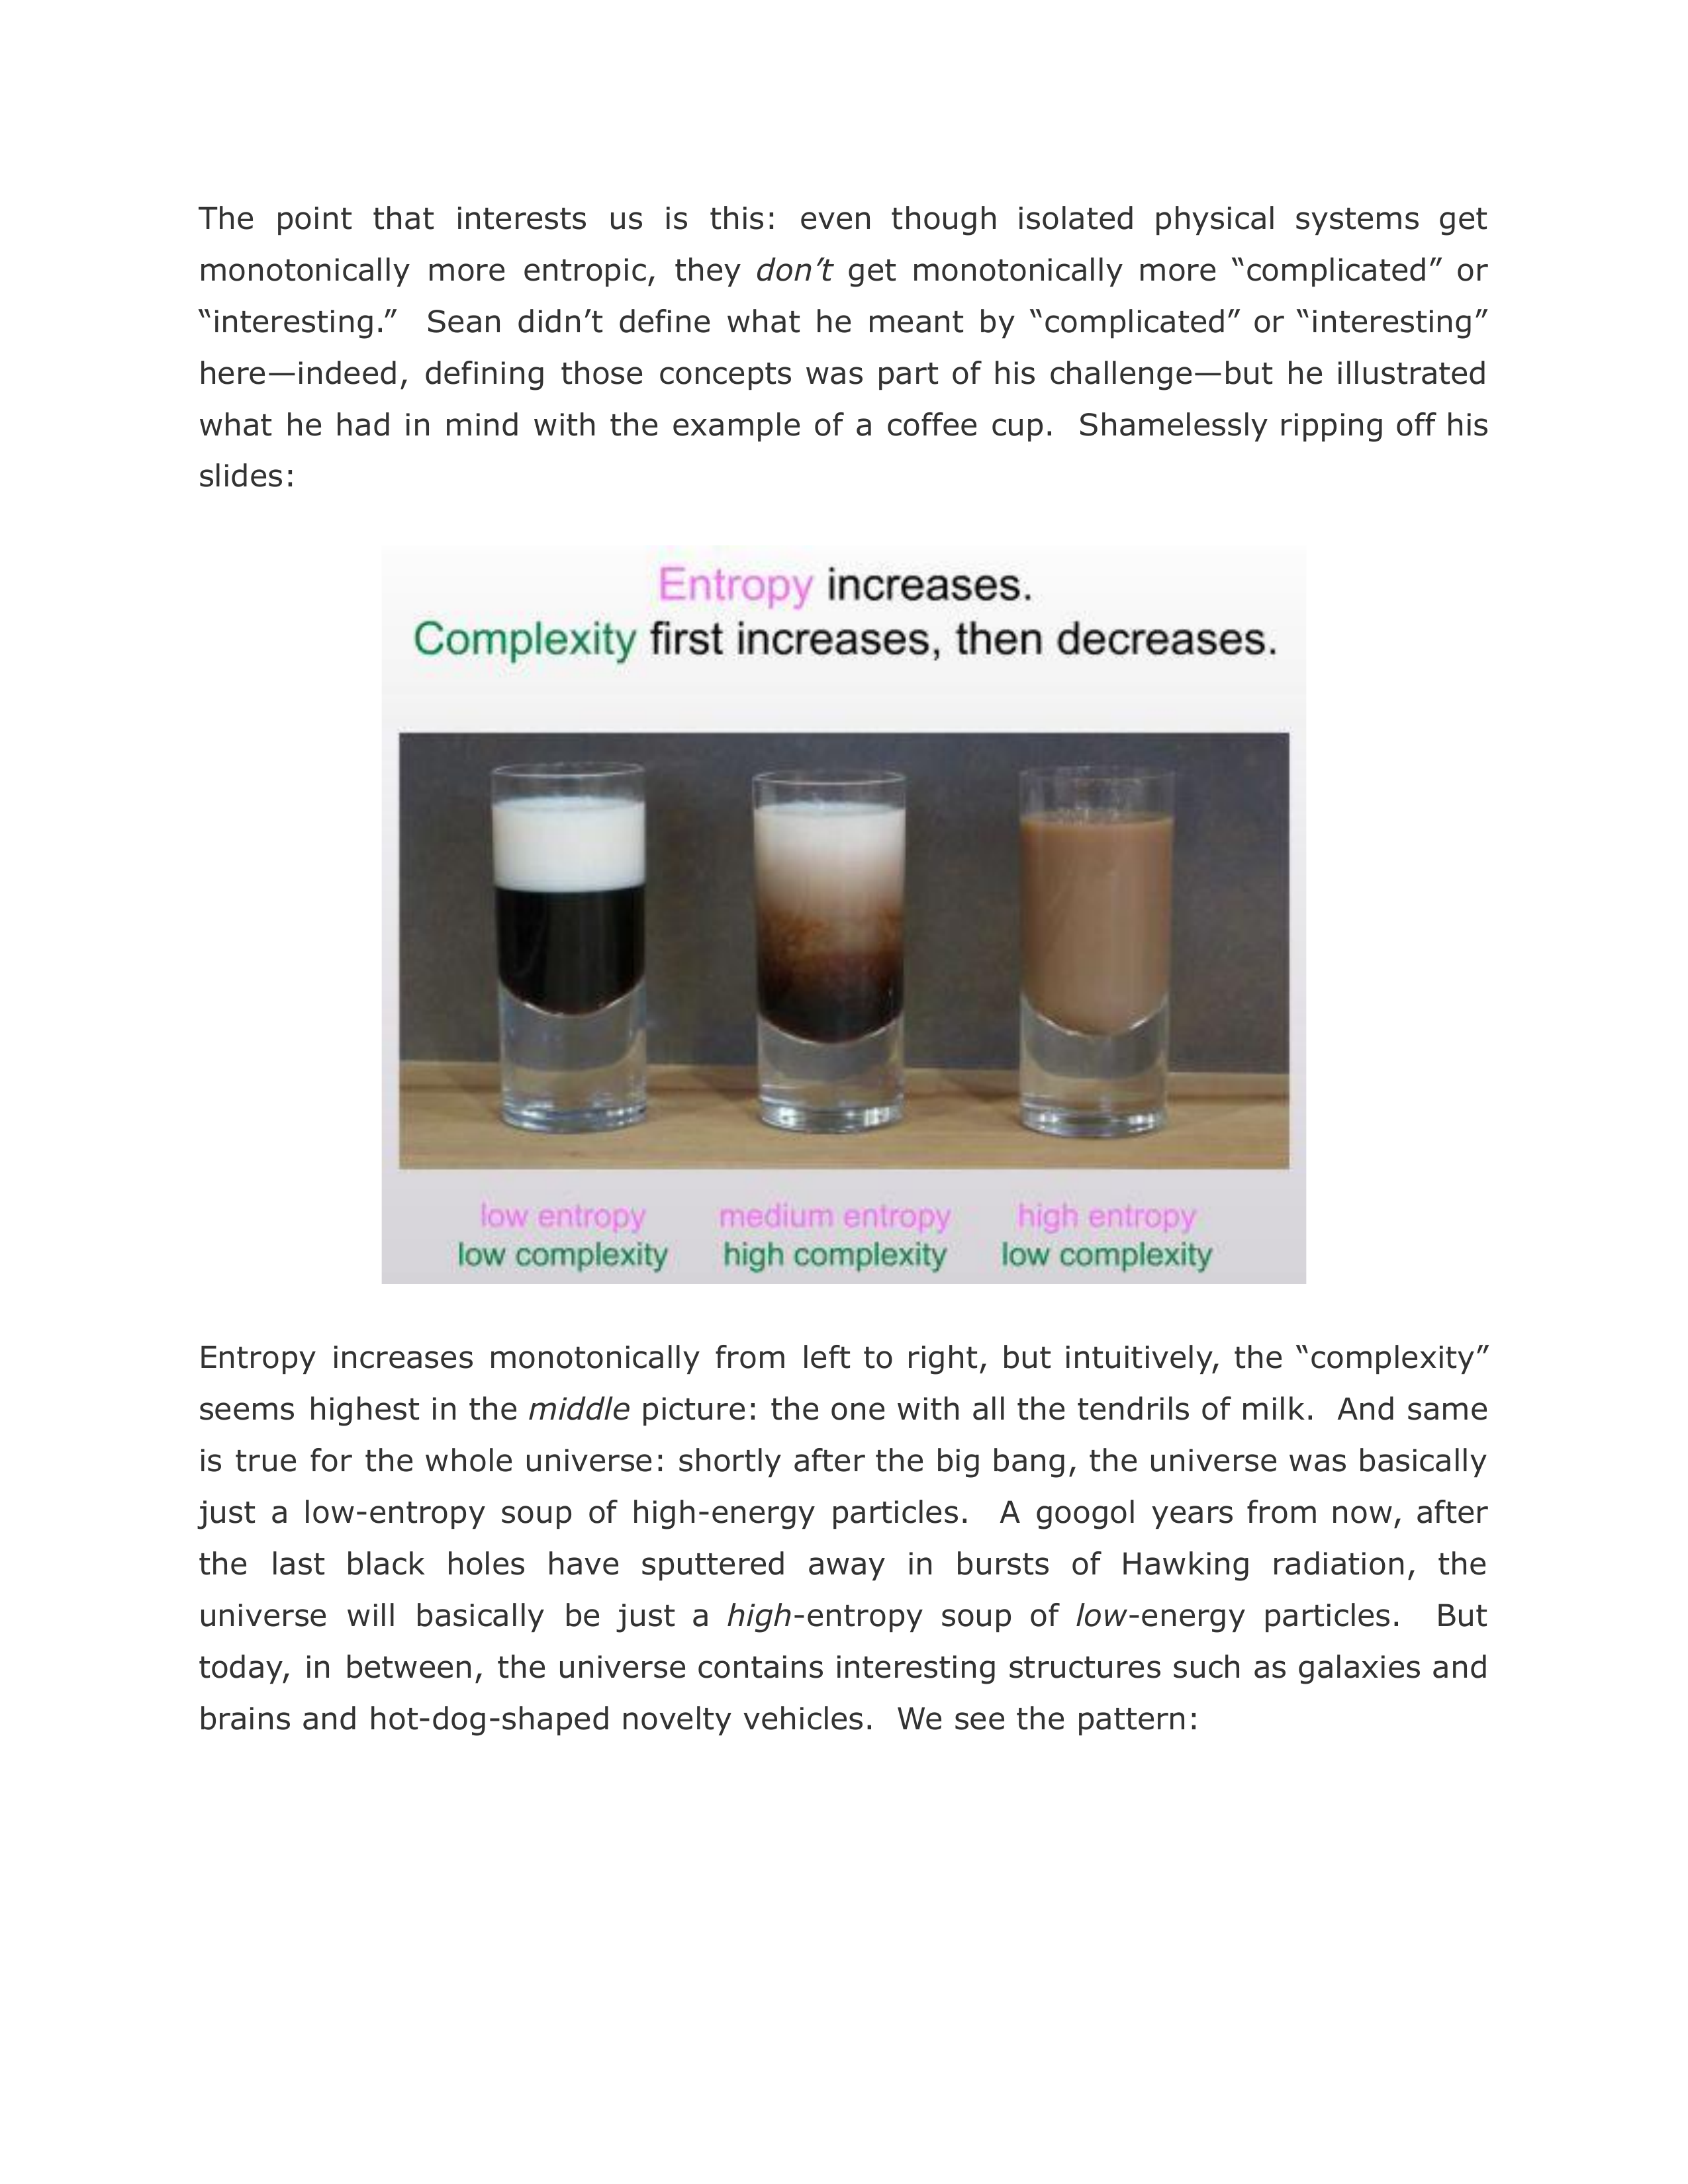 The point that interests us is this: even though isolated physical systems get
monotonically more entropic, they don’t get monotonically more “complicated” or
“interesting.”  Sean didn’t define what he meant by “complicated” or “interesting”
here—indeed, defining those concepts was part of his challenge—but he illustrated
what he had in mind with the example of a coffee cup.  Shamelessly ripping off his
slides:
Entropy increases.
Complexity first increases, then decreases.
low entropy medium entropy high entropy
low complexity high complexity low complexity
Entropy increases monotonically from left to right, but intuitively, the “complexity”
seems highest in the middle picture: the one with all the tendrils of milk.  And same
is true for the whole universe: shortly after the big bang, the universe was basically
just a low-entropy soup of high-energy particles.  A googol years from now, after
the last black holes have sputtered away in bursts of Hawking radiation, the
universe will basically be just a high-entropy soup of low-energy particles.  But
today, in between, the universe contains interesting structures such as galaxies and
brains and hot-dog-shaped novelty vehicles.  We see the pattern: